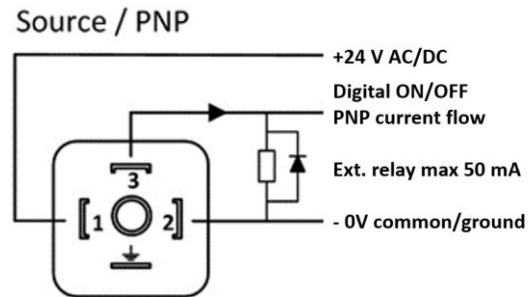 Source / PNP
+24 V AC/DC
Digital ON/OFF
PNP current flow
3
Ext. relay max 50 mA
1
2
- 0V common/ground